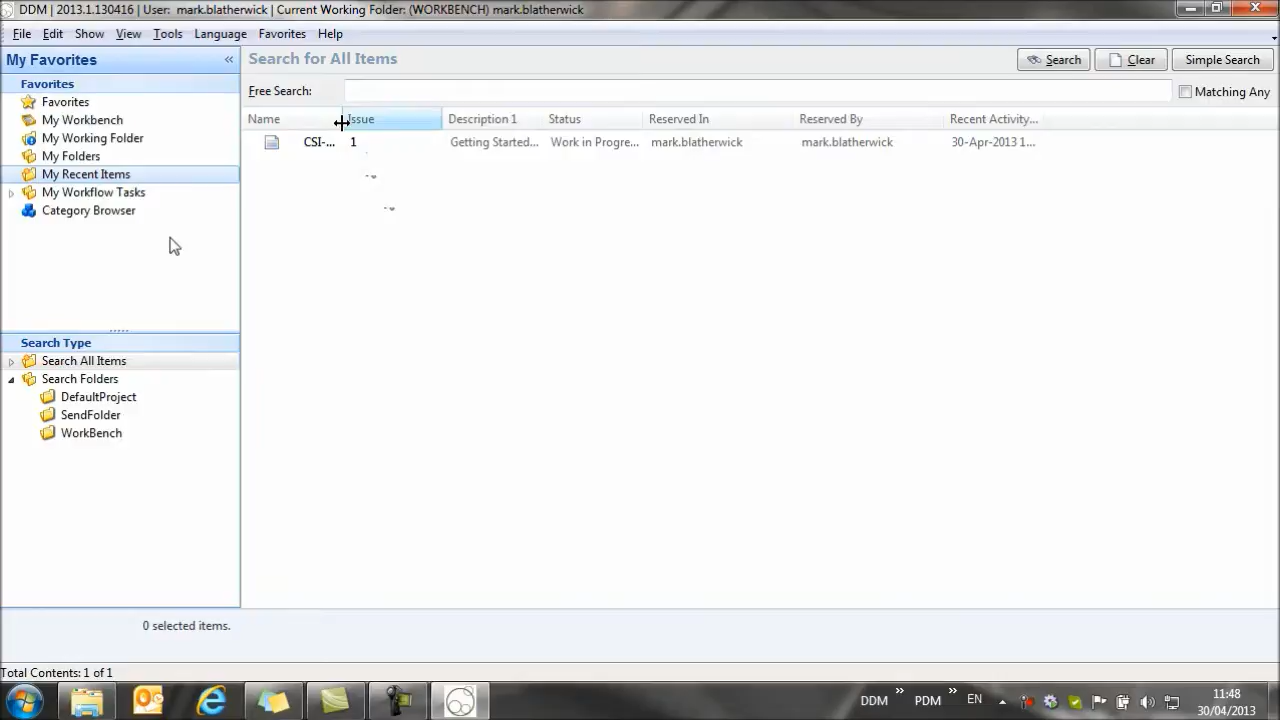 DDM | 2013.1.130416 | User: mark.blatherwick | Current Working Folder: (WORKBENCH) mark.blatherwick
File Edit Show View Tools Language Favorites Help
My Favorites «
Favorites
Favorites
My Workbench
My Working Folder
My Folders
My Recent Items
My Workflow Tasks
Category Browser
Search Type
Search All Items
Search Folders
DefaultProject
SendFolder
WorkBench
Search for All Items Search Clear Simple Search
Free Search: Matching Any
Name Issue Description 1 Status Reserved In Reserved By Recent Activity...
CSI-... 1 Getting Started... Work in Progre... mark.blatherwick mark.blatherwick 30-Apr-2013 1...
0 selected items.
Total Contents: 1 of 1
DDM » PDM » EN 11:48
30/04/2013